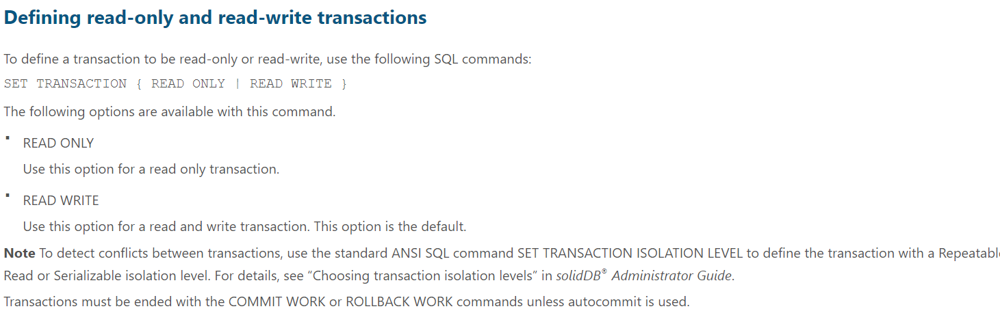 Defining read-only and read-write transactions
To define a transaction to be read-only or read-write, use the following SQL commands:
SET TRANSACTION { READ ONLY | READ WRITE }
The following options are available with this command.
▪ READ ONLY
Use this option for a read only transaction.
▪ READ WRITE
Use this option for a read and write transaction. This option is the default.
Note To detect conflicts between transactions, use the standard ANSI SQL command SET TRANSACTION ISOLATION LEVEL to define the transaction with a Repeatable
Read or Serializable isolation level. For details, see “Choosing transaction isolation levels” in solidDB® Administrator Guide.
Transactions must be ended with the COMMIT WORK or ROLLBACK WORK commands unless autocommit is used.